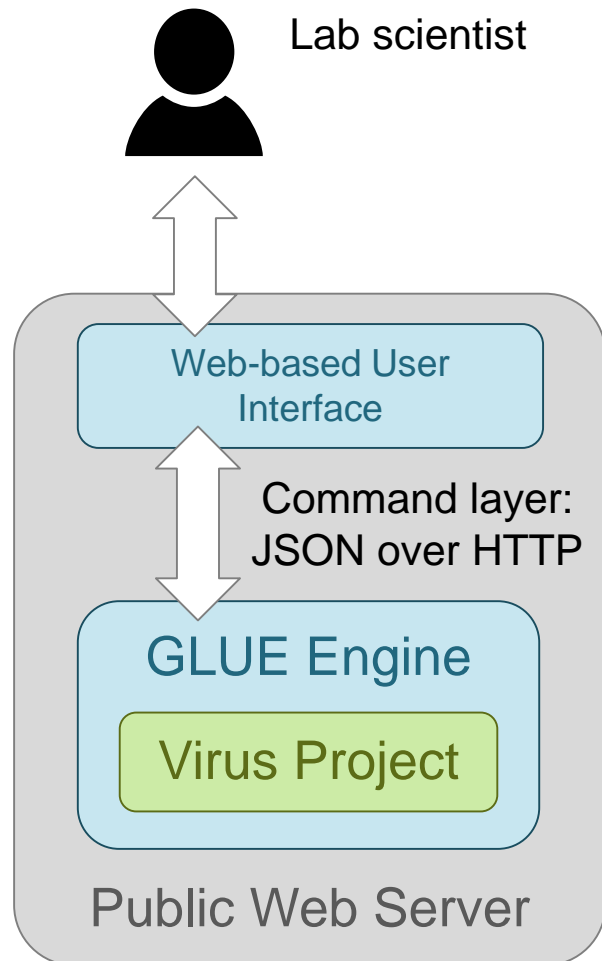 Lab scientist
Web-based User
Interface
Command layer:
JSON over HTTP
GLUE Engine
Virus Project
Public Web Server